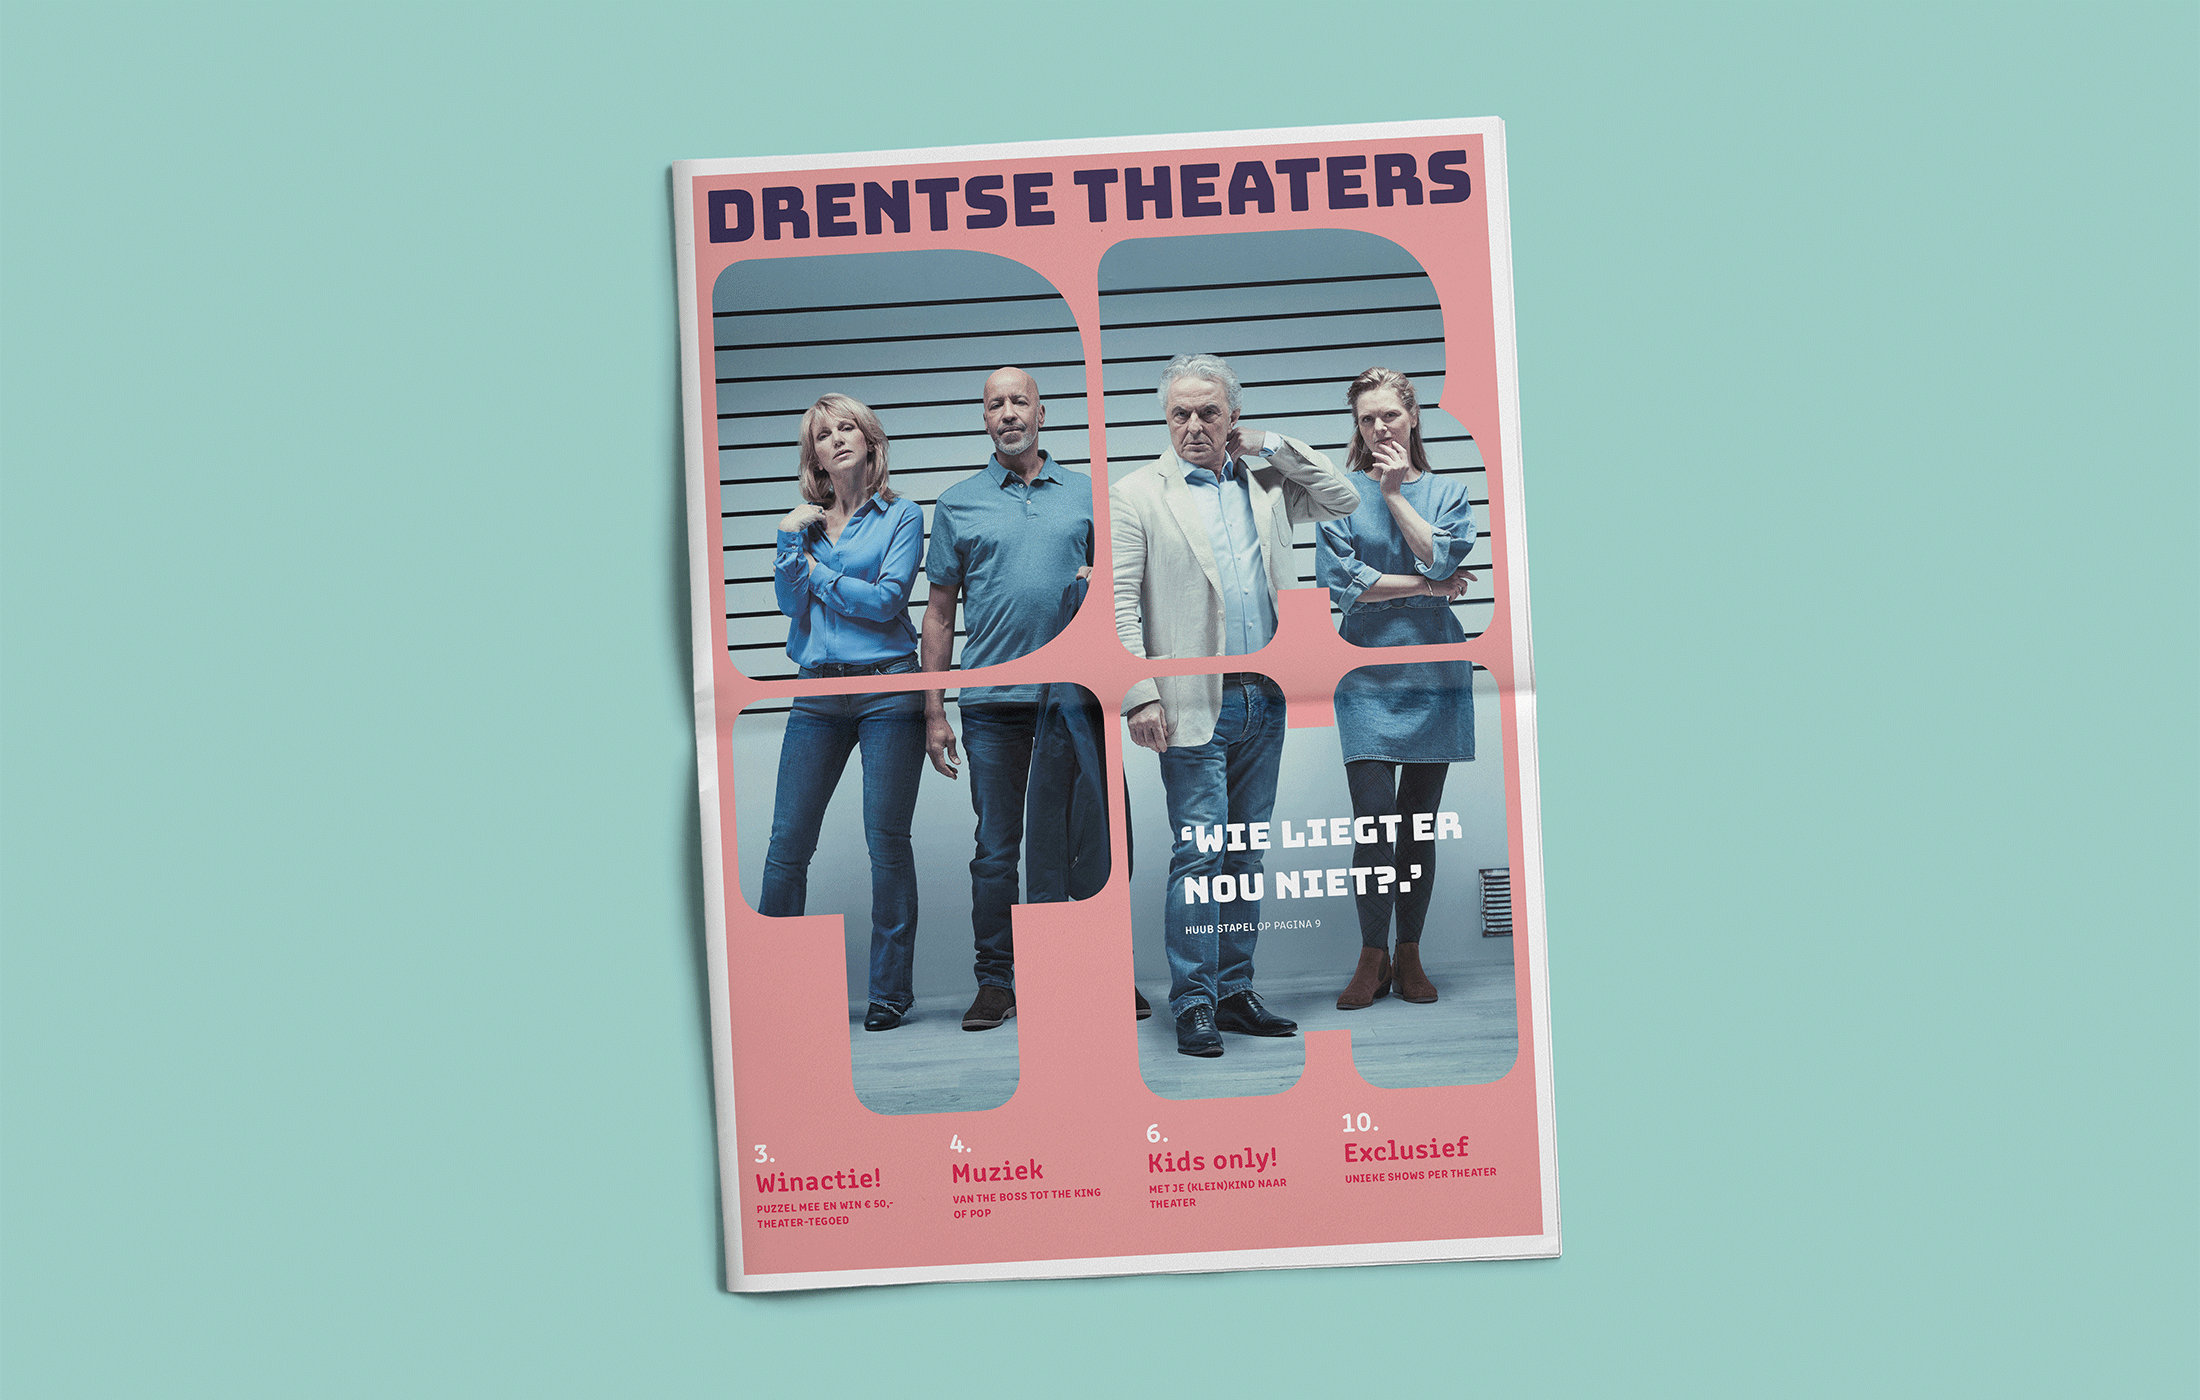 DRENTSE THEATERS
‘WIE LIEGT ER
NOU NIET?.’
HUUB STAPEL OP PAGINA 9
3.
Winactie!
PUZZEL MEE EN WIN € 50,-
THEATER-TEGOED
4.
Muziek
VAN THE BOSS TOT THE KING
OF POP
6.
Kids only!
MET JE (KLEIN)KIND NAAR
THEATER
10.
Exclusief
UNIEKE SHOWS PER THEATER